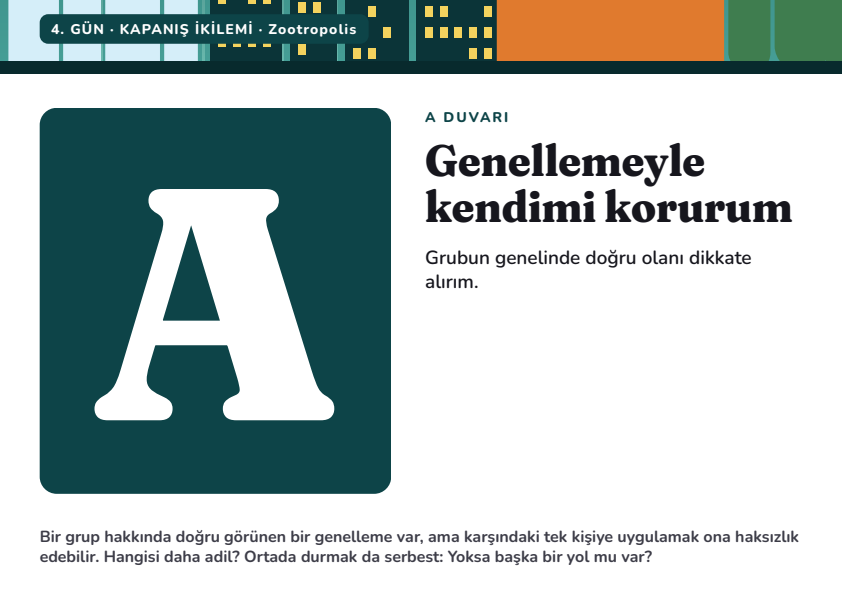 4. GÜN · KAPANIŞ İKİLEMİ · Zootropolis
A DUVARI
A
Genellemeyle
kendimi korurum
Grubun genelinde doğru olanı dikkate
alırım.
Bir grup hakkında doğru görünen bir genelleme var, ama karşındaki tek kişiye uygulamak ona haksızlık
edebilir. Hangisi daha adil? Ortada durmak da serbest: Yoksa başka bir yol mu var?